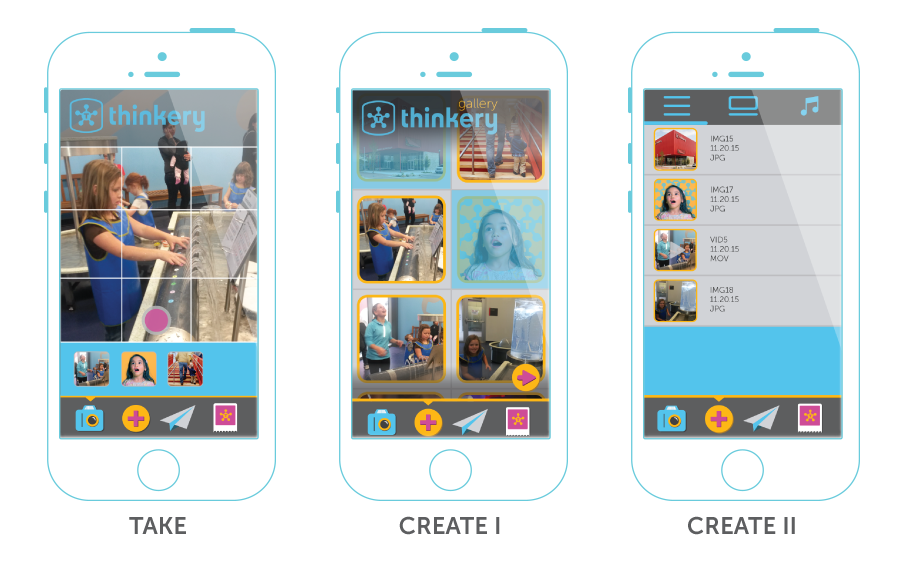 thinkery
gallery
thinkery
IMG15
11.20.15
JPG
IMG17
11.20.15
JPG
VID5
11.20.15
MOV
IMG18
11.20.15
JPG
TAKE
CREATE I
CREATE II